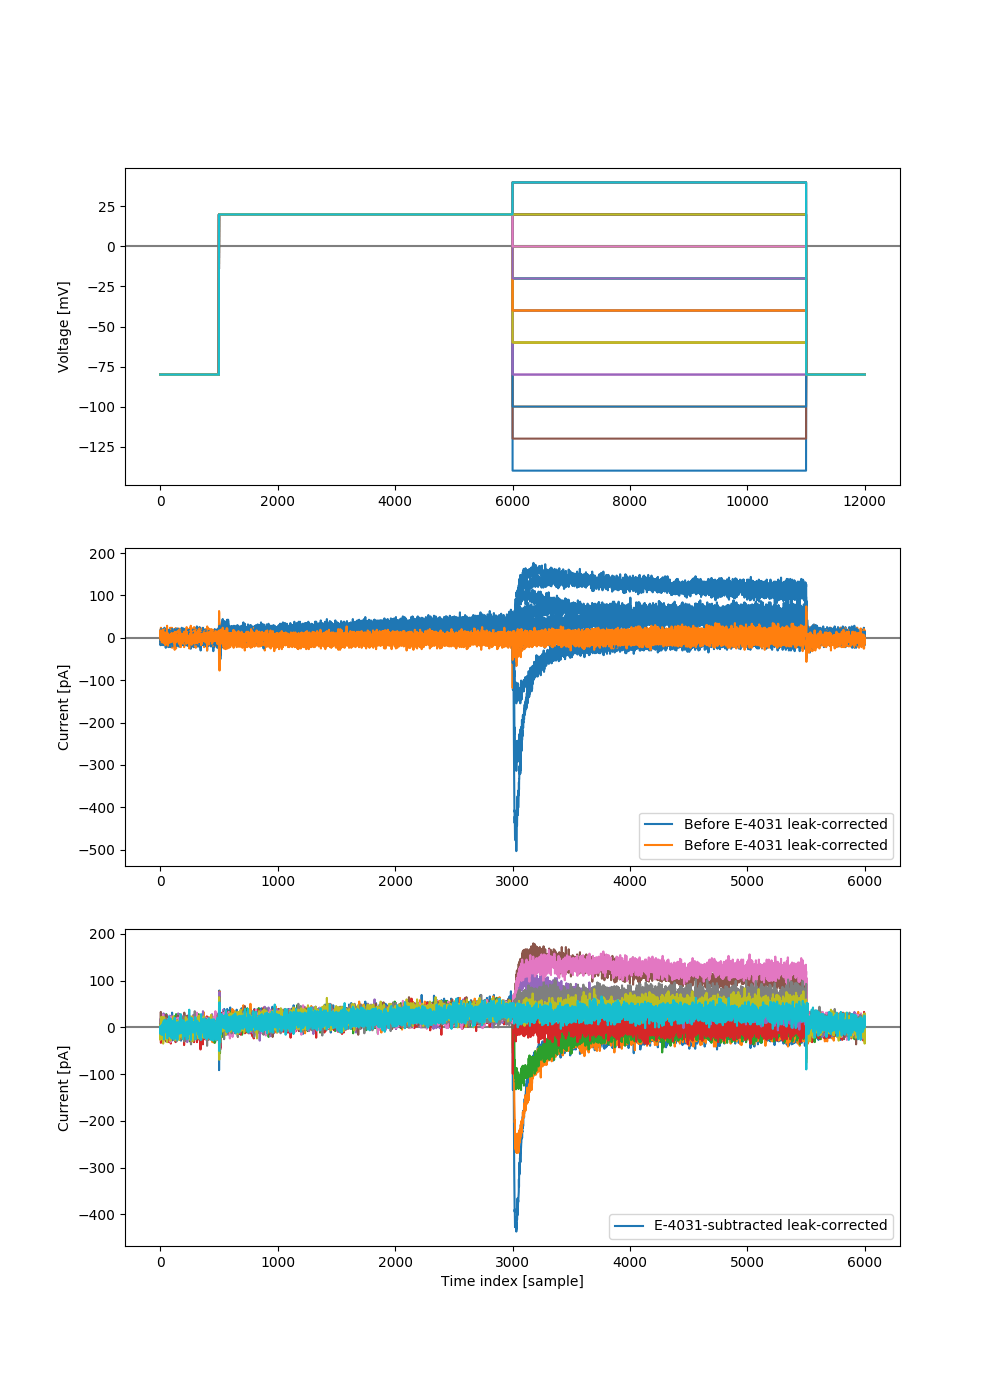 25
0
−25
−50
−75
−100
−125
Voltage [mV]
0 2000 4000 6000 8000 10000 12000
200
100
0
−100
−200
−300
−400
−500
Current [pA]
Before E-4031 leak-corrected
Before E-4031 leak-corrected
0 1000 2000 3000 4000 5000 6000
200
100
0
−100
−200
−300
−400
Current [pA]
E-4031-subtracted leak-corrected
0 1000 2000 3000 4000 5000 6000
Time index [sample]